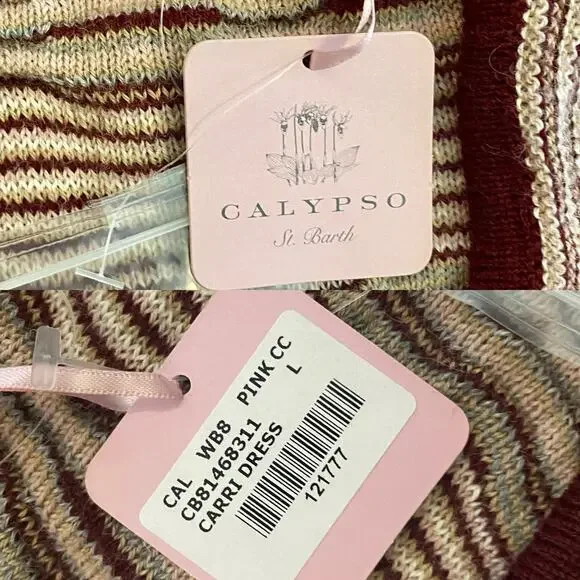 CALYPSO
St. Barth
CAL WB8 PINK CC
CB81468311 L
CARRI DRESS
121777